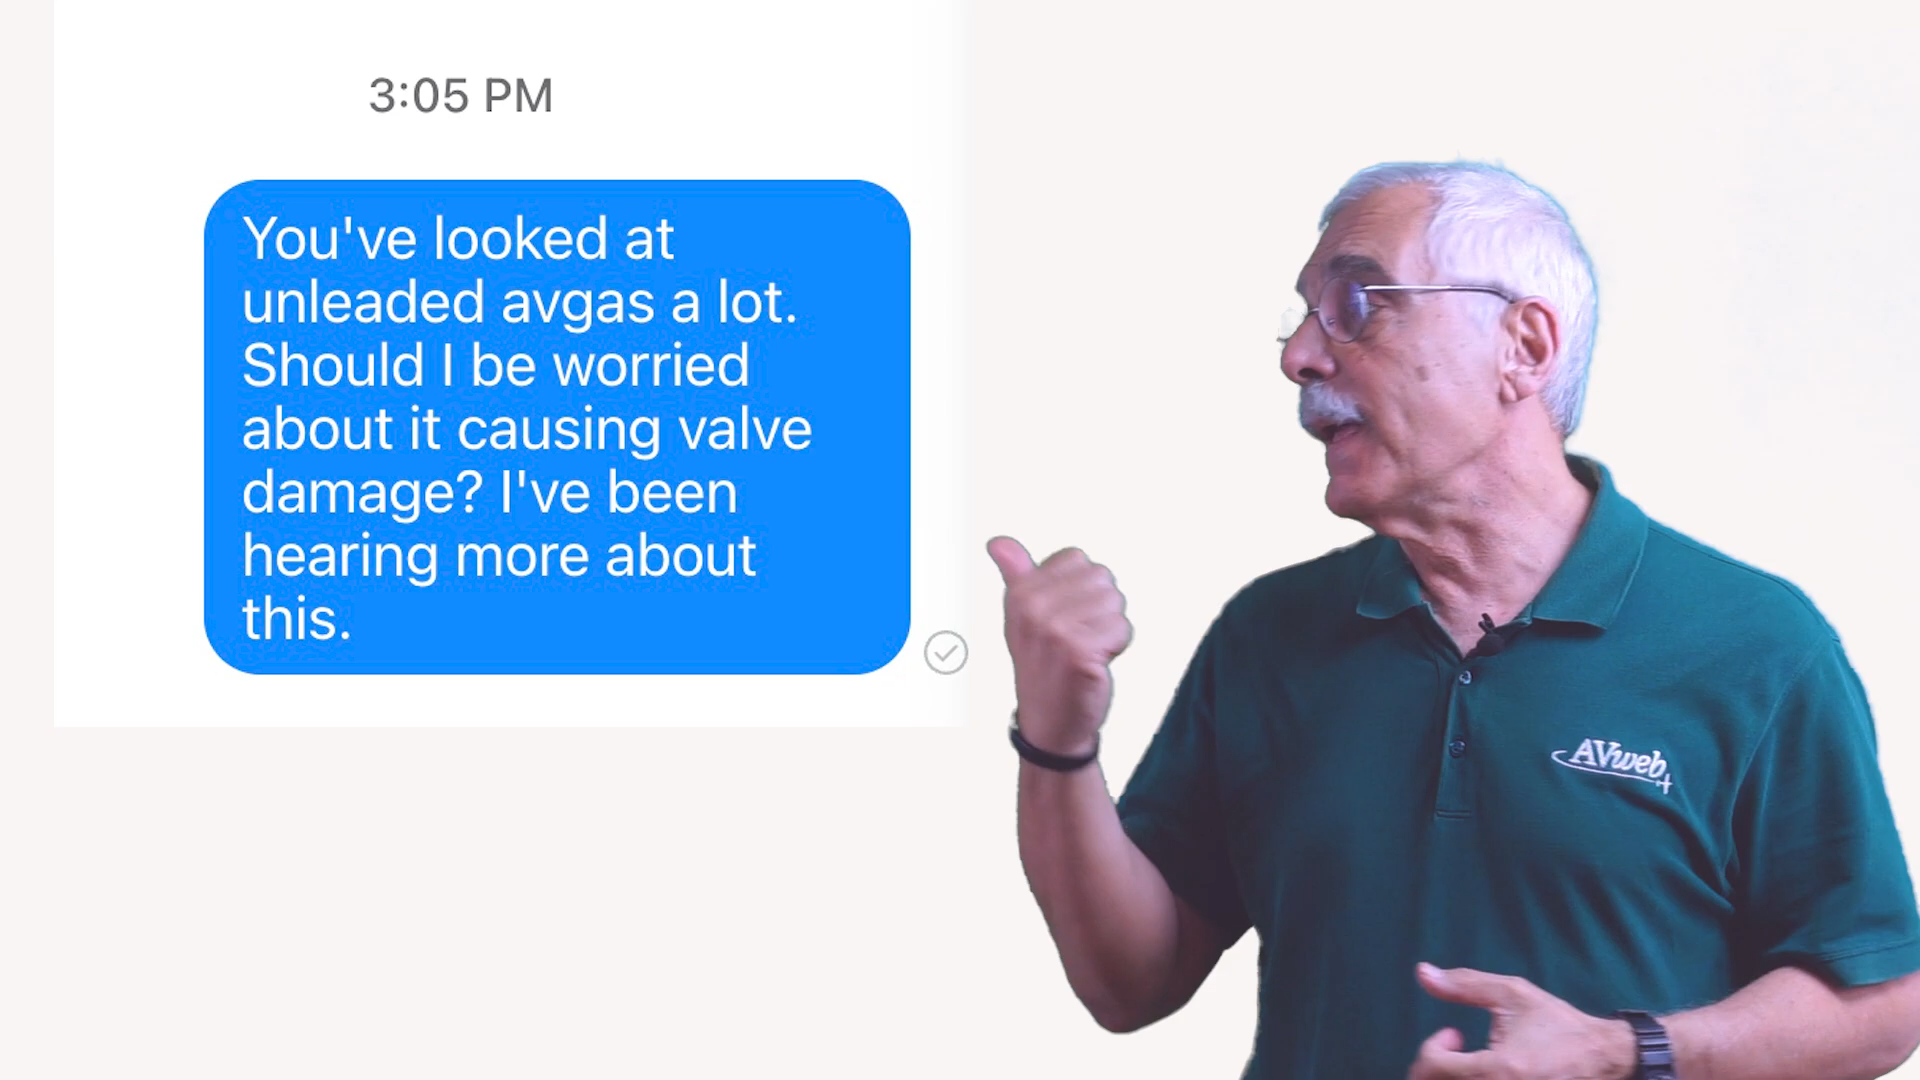 3:05 PM
You've looked at
unleaded avgas a lot.
Should I be worried
about it causing valve
damage? I've been
hearing more about
this.
AVweb